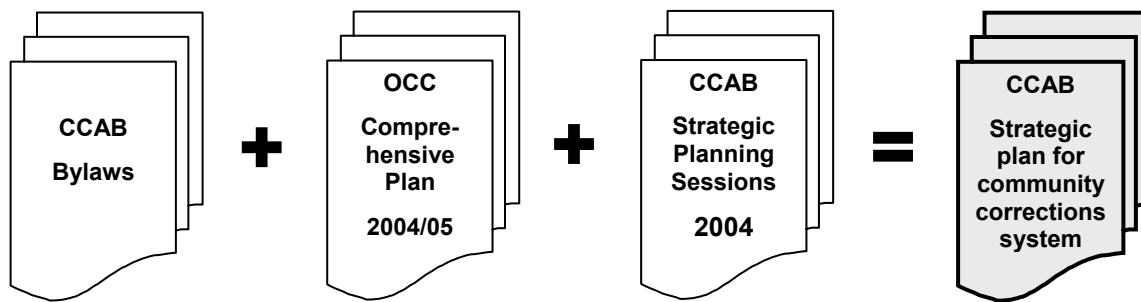 CCAB
Bylaws
+
OCC
Compre-
hensive
Plan
2004/05
+
CCAB
Strategic
Planning
Sessions
2004
=
CCAB
Strategic
plan for
community
corrections
system